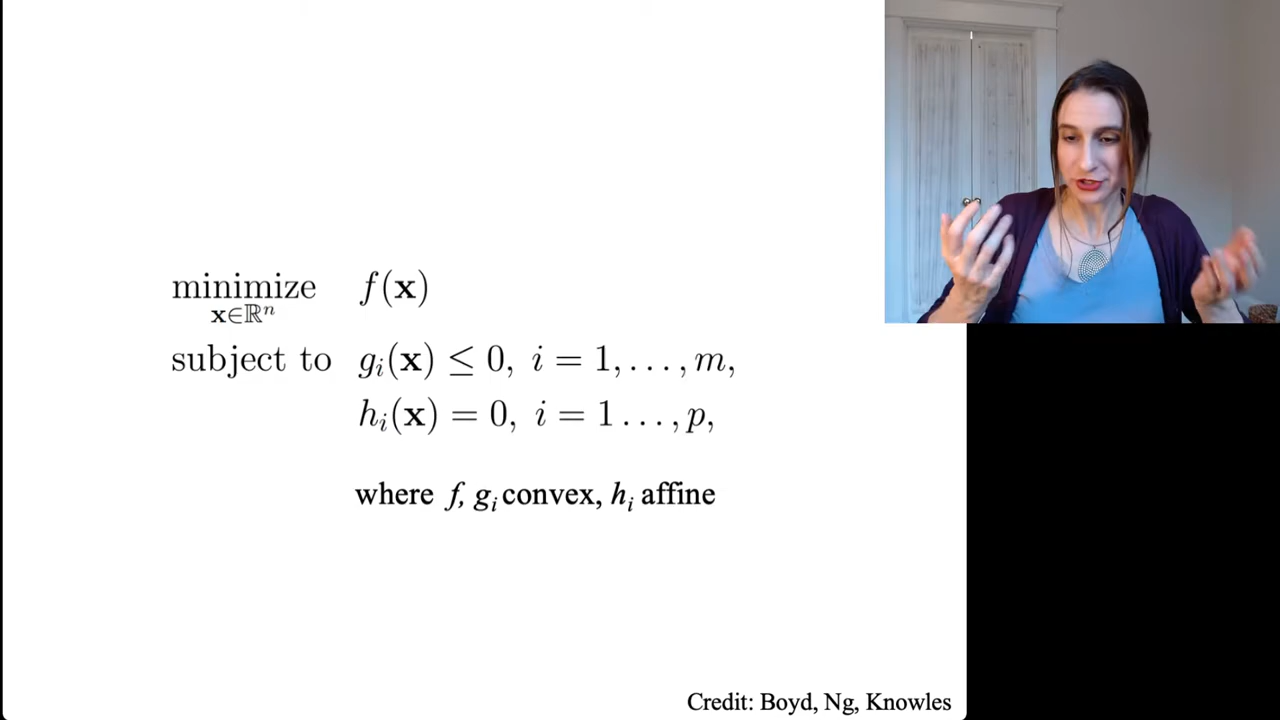 minimize f(x)
x∈ℝⁿ
subject to gᵢ(x) ≤ 0, i = 1, . . . , m,
hᵢ(x) = 0, i = 1 . . . , p,
where f, gᵢ convex, hᵢ affine
Credit: Boyd, Ng, Knowles